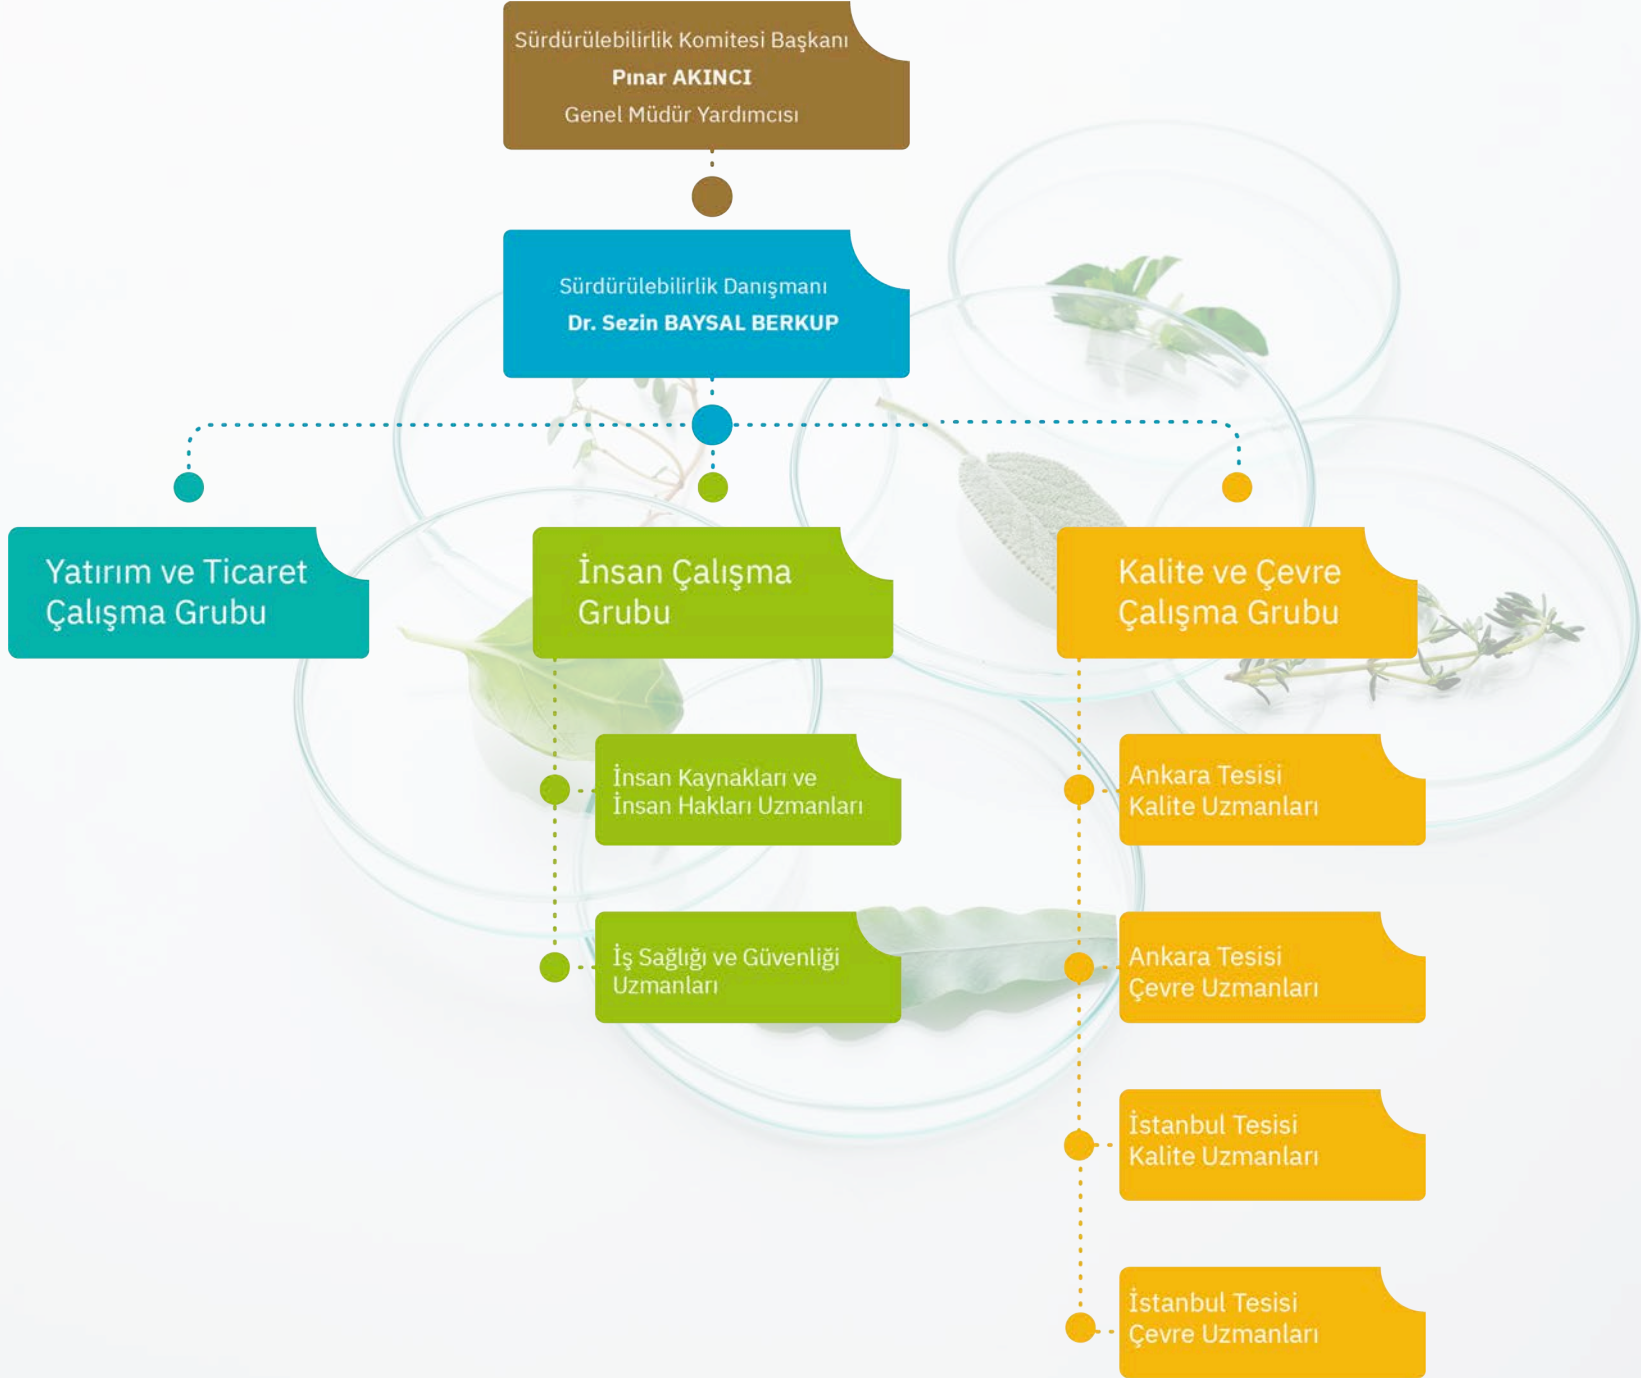 Sürdürülebilirlik Komitesi Başkanı
Pınar AKINCI
Genel Müdür Yardımcısı
Sürdürülebilirlik Danışmanı
Dr. Sezin BAYSAL BERKUP
Yatırım ve Ticaret
Çalışma Grubu
İnsan Çalışma
Grubu
İnsan Kaynakları ve
İnsan Hakları Uzmanları
İş Sağlığı ve Güvenliği
Uzmanları
Kalite ve Çevre
Çalışma Grubu
Ankara Tesisi
Kalite Uzmanları
Ankara Tesisi
Çevre Uzmanları
İstanbul Tesisi
Kalite Uzmanları
İstanbul Tesisi
Çevre Uzmanları